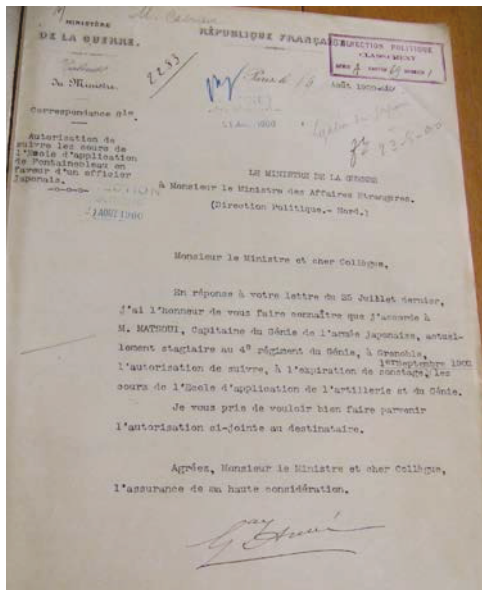 MINISTÈRE
DE LA GUERRE.
Cabinet
du Ministre.
Correspondance gle.
Autorisation de
suivre les cours de
l'Ecole d'application
de Fontainebleau en
faveur d'un officier
Japonais.
-o-o-o-
AOUT 1900
2253
RÉPUBLIQUE FRANÇAISE
DIRECTION POLITIQUE
CLASSEMENT
Paris, le 18 Août 1900
LE MINISTRE DE LA GUERRE
à Monsieur le Ministre des Affaires Etrangères.
(Direction Politique.- Nord.)
Monsieur le Ministre et cher Collègue,
En réponse à votre lettre du 25 Juillet dernier,
j'ai l'honneur de vous faire connaître que j'accorde à
M. MATSOUI, Capitaine du Génie de l'armée japonaise, actuel-
lement stagiaire au 4e régiment du Génie, à Grenoble,
1er Septembre 1900
l'autorisation de suivre, à l'expiration de son stage, les
cours de l'Ecole d'application de l'artillerie et du Génie.
Je vous prie de vouloir bien faire parvenir
l'autorisation ci-jointe au destinataire.
Agréez, Monsieur le Ministre et cher Collègue,
l'assurance de ma haute considération.